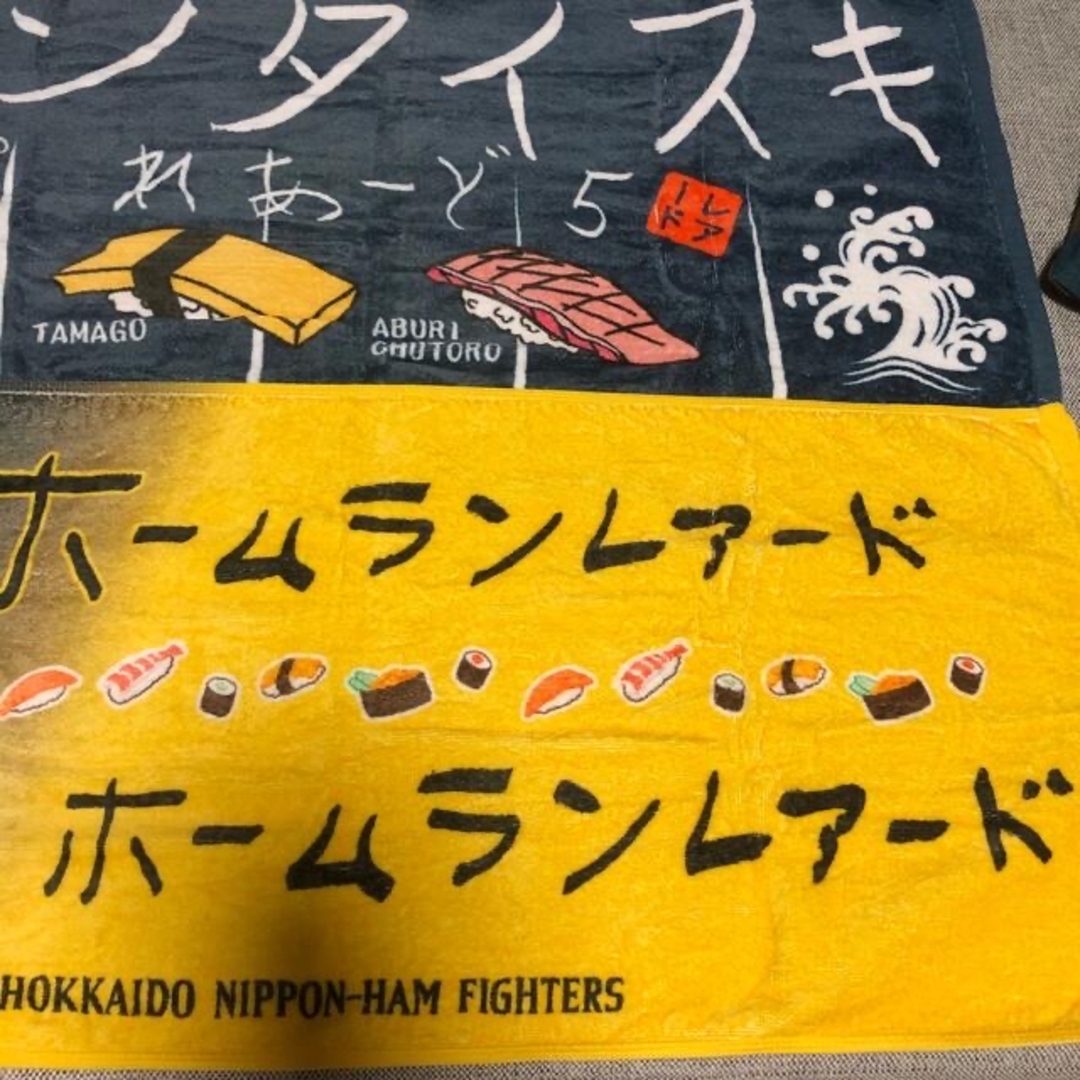 ンタイスキ
れあーど5
レアード
TAMAGO
ABURI
CHUTORO
ホームランレアード
ホームランレアード
HOKKAIDO NIPPON-HAM FIGHTERS